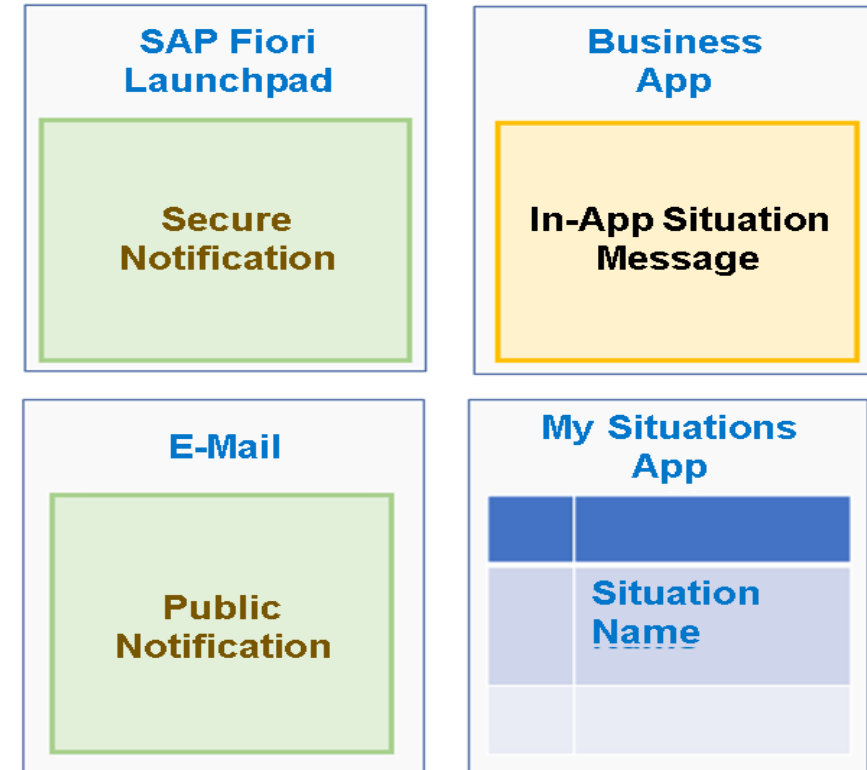 SAP Fiori
Launchpad
Secure
Notification
Business
App
In-App Situation
Message
E-Mail
Public
Notification
My Situations
App
Situation
Name